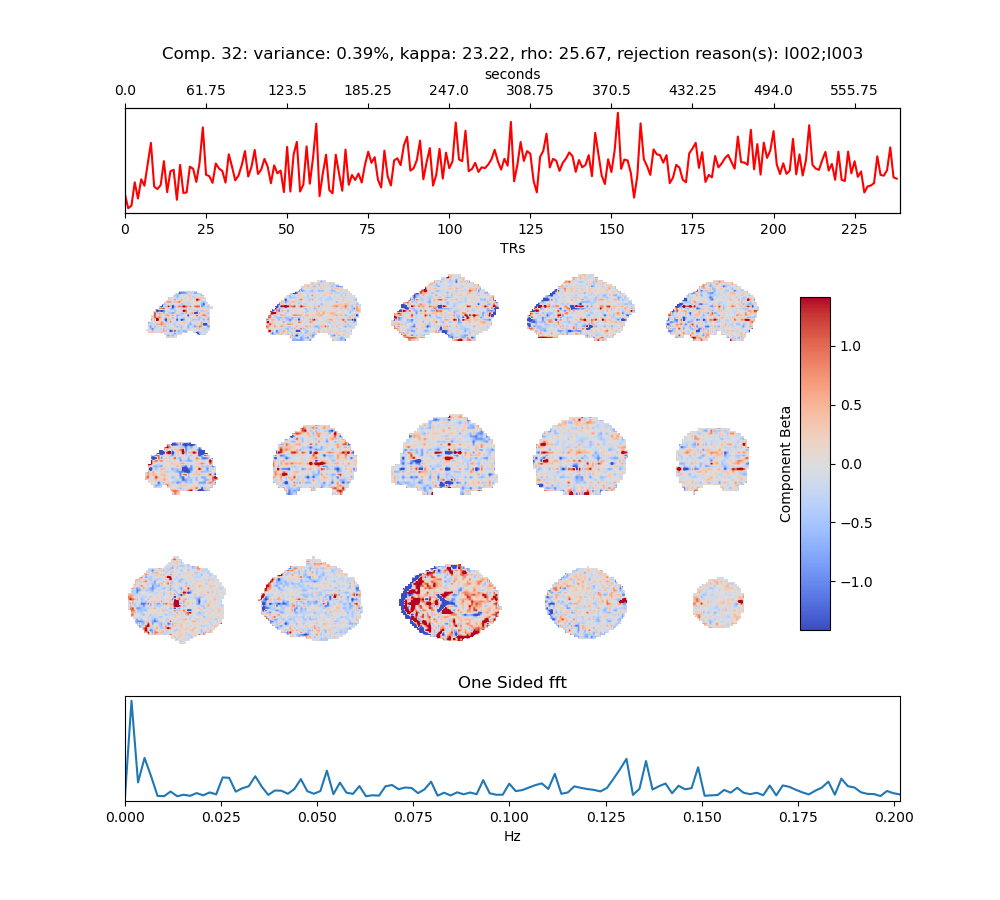 Comp. 32: variance: 0.39%, kappa: 23.22, rho: 25.67, rejection reason(s): I002;I003
seconds
0.0 61.75 123.5 185.25 247.0 308.75 370.5 432.25 494.0 555.75
0 25 50 75 100 125 150 175 200 225
TRs
1.0
0.5
0.0
−0.5
−1.0
Component Beta
One Sided fft
0.000 0.025 0.050 0.075 0.100 0.125 0.150 0.175 0.200
Hz